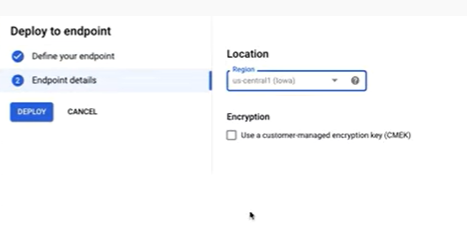 Deploy to endpoint
Define your endpoint
2 Endpoint details
DEPLOY CANCEL
Location
Region
us-central1 (Iowa)
Encryption
Use a customer-managed encryption key (CMEK)